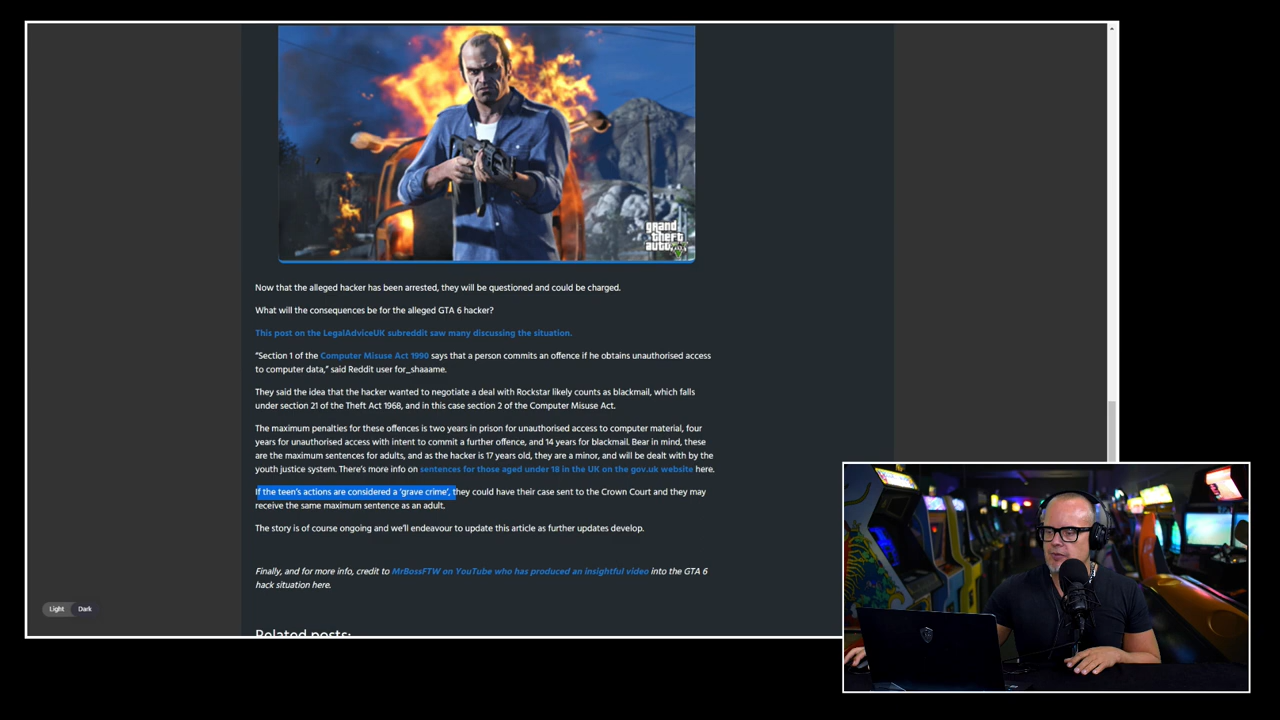 grand
theft
auto V
Now that the alleged hacker has been arrested, they will be questioned and could be charged.
What will the consequences be for the alleged GTA 6 hacker?
This post on the LegalAdviceUK subreddit saw many discussing the situation.
“Section 1 of the Computer Misuse Act 1990 says that a person commits an offence if he obtains unauthorised access
to computer data,” said Reddit user for_shaaame.
They said the idea that the hacker wanted to negotiate a deal with Rockstar likely counts as blackmail, which falls
under section 21 of the Theft Act 1968, and in this case section 2 of the Computer Misuse Act.
The maximum penalties for these offences is two years in prison for unauthorised access to computer material, four
years for unauthorised access with intent to commit a further offence, and 14 years for blackmail. Bear in mind, these
are the maximum sentences for adults, and as the hacker is 17 years old, they are a minor, and will be dealt with by the
youth justice system. There’s more info on sentences for those aged under 18 in the UK on the gov.uk website here.
If the teen’s actions are considered a ‘grave crime’, they could have their case sent to the Crown Court and they may
receive the same maximum sentence as an adult.
The story is of course ongoing and we’ll endeavour to update this article as further updates develop.
Finally, and for more info, credit to MrBossFTW on YouTube who has produced an insightful video into the GTA 6
hack situation here.
Light Dark
Related posts: